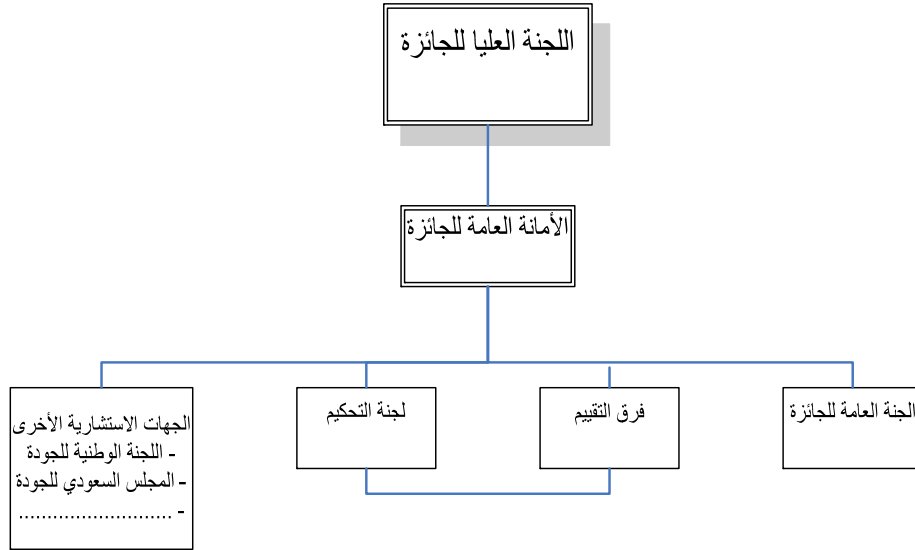 اللجنة العليا للجائزة
الأمانة العامة للجائزة
الجنة العامة للجائزة
فرق التقييم
لجنة التحكيم
الجهات الاستشارية الأخرى
- اللجنة الوطنية للجودة
- المجلس السعودي للجودة
- ...........................